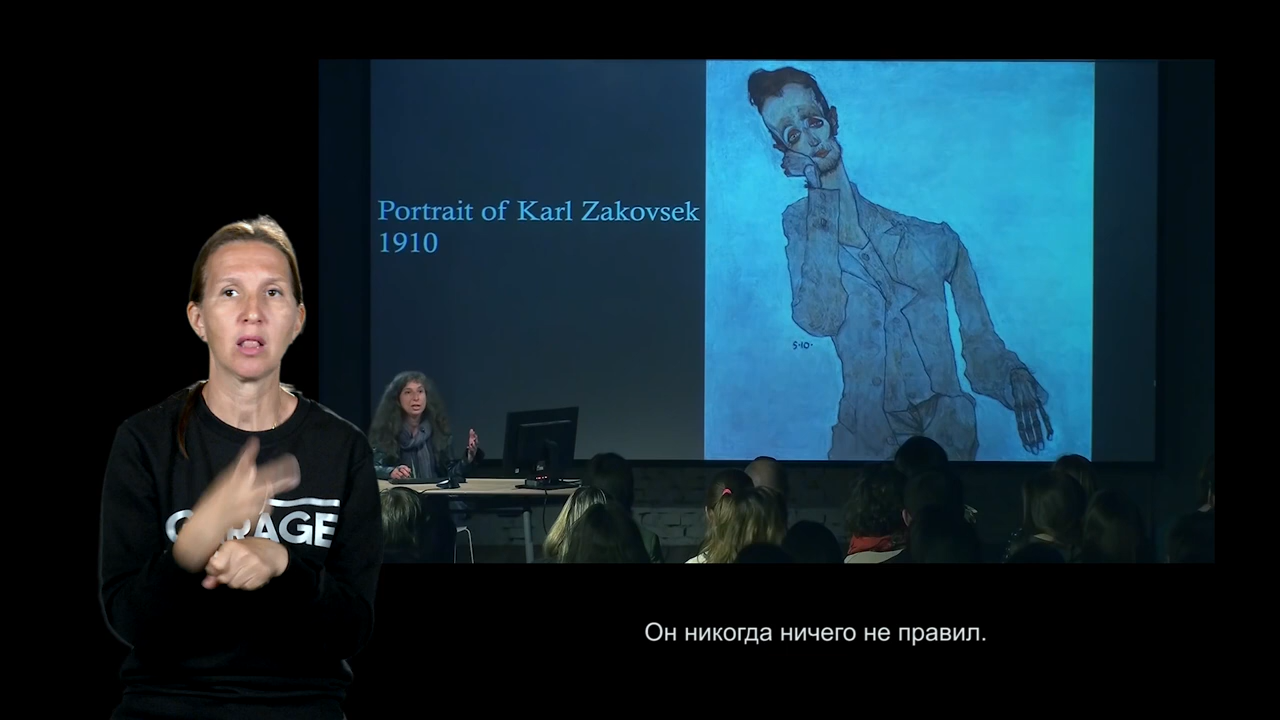 Portrait of Karl Zakovsek
1910
S·10·
GARAGE
Он никогда ничего не правил.